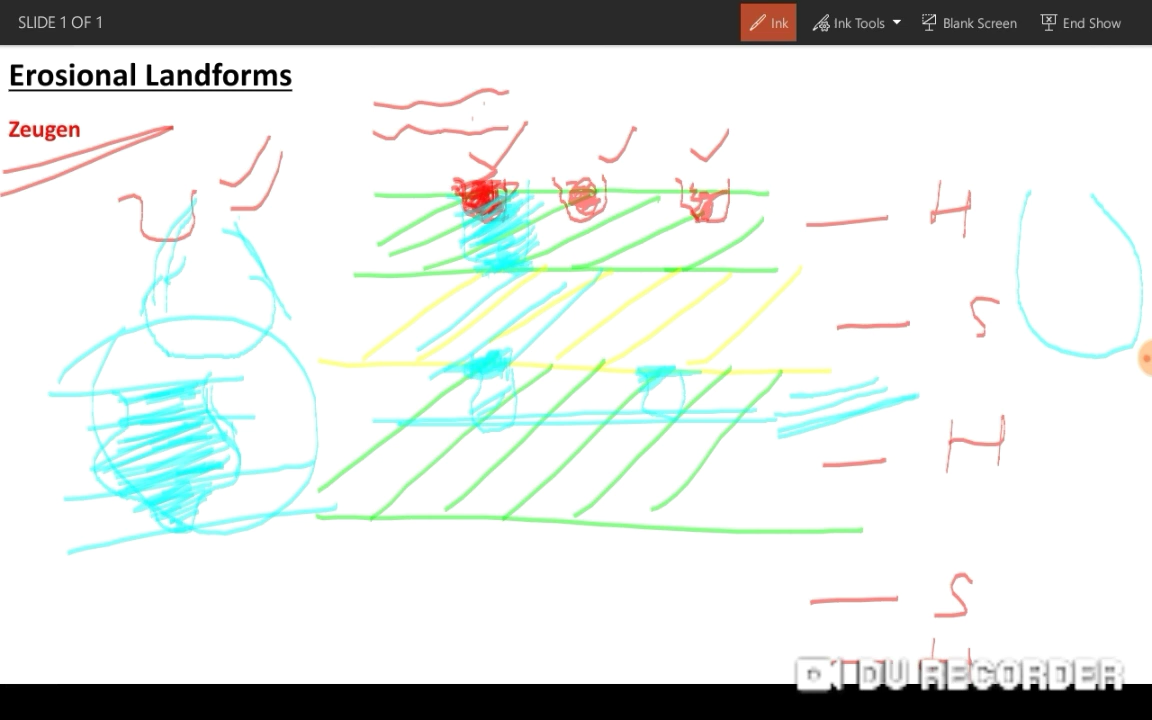 SLIDE 1 OF 1
Ink
Ink Tools
Blank Screen
End Show
Erosional Landforms
Zeugen
H
S
H
S
H
DU RECORDER